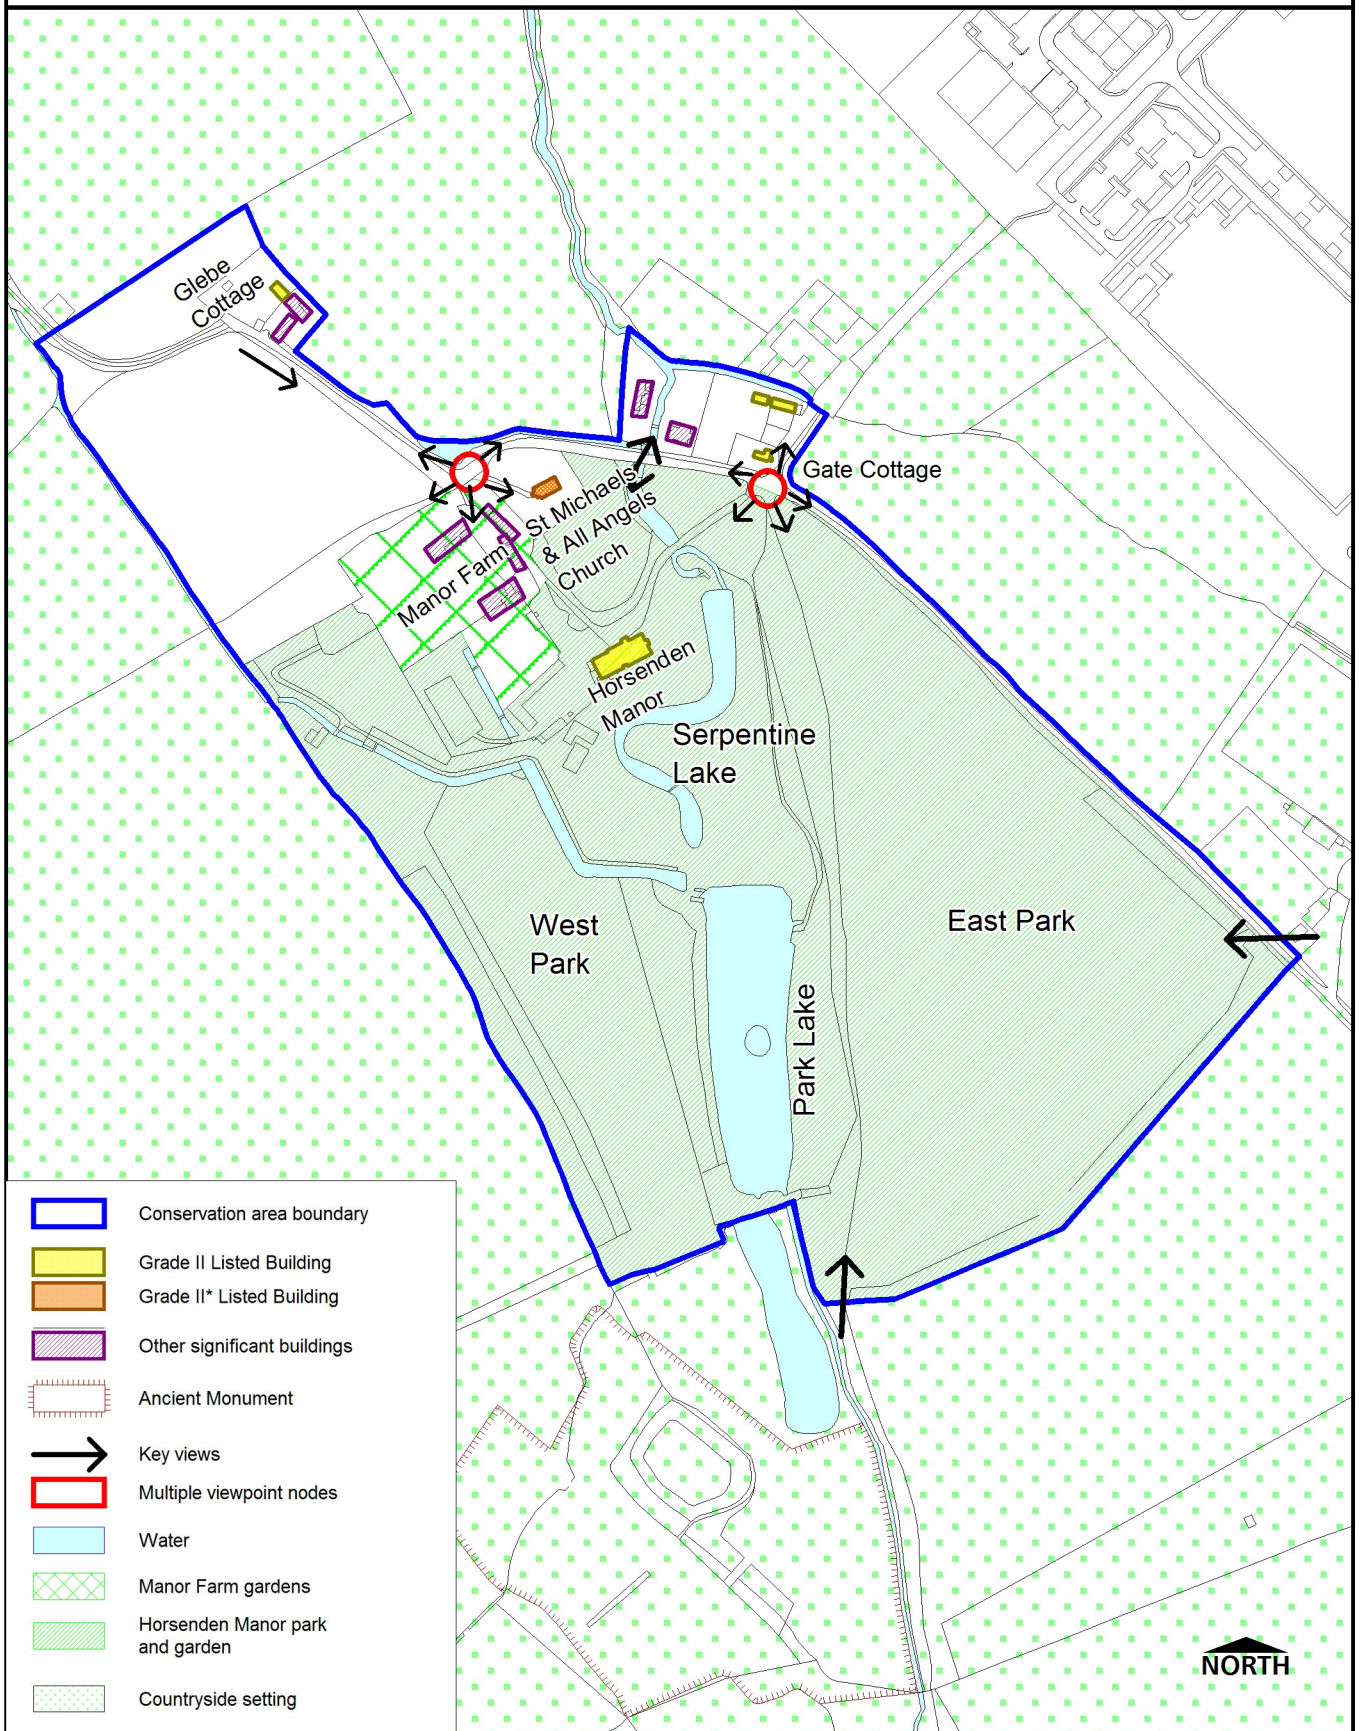 Glebe
Cottage
Gate Cottage
St Michaels
& All Angels
Church
Manor Farm
Horsenden
Manor
Serpentine
Lake
West
Park
East Park
Park Lake
Conservation area boundary
Grade II Listed Building
Grade II* Listed Building
Other significant buildings
Ancient Monument
Key views
Multiple viewpoint nodes
Water
Manor Farm gardens
Horsenden Manor park
and garden
Countryside setting
NORTH